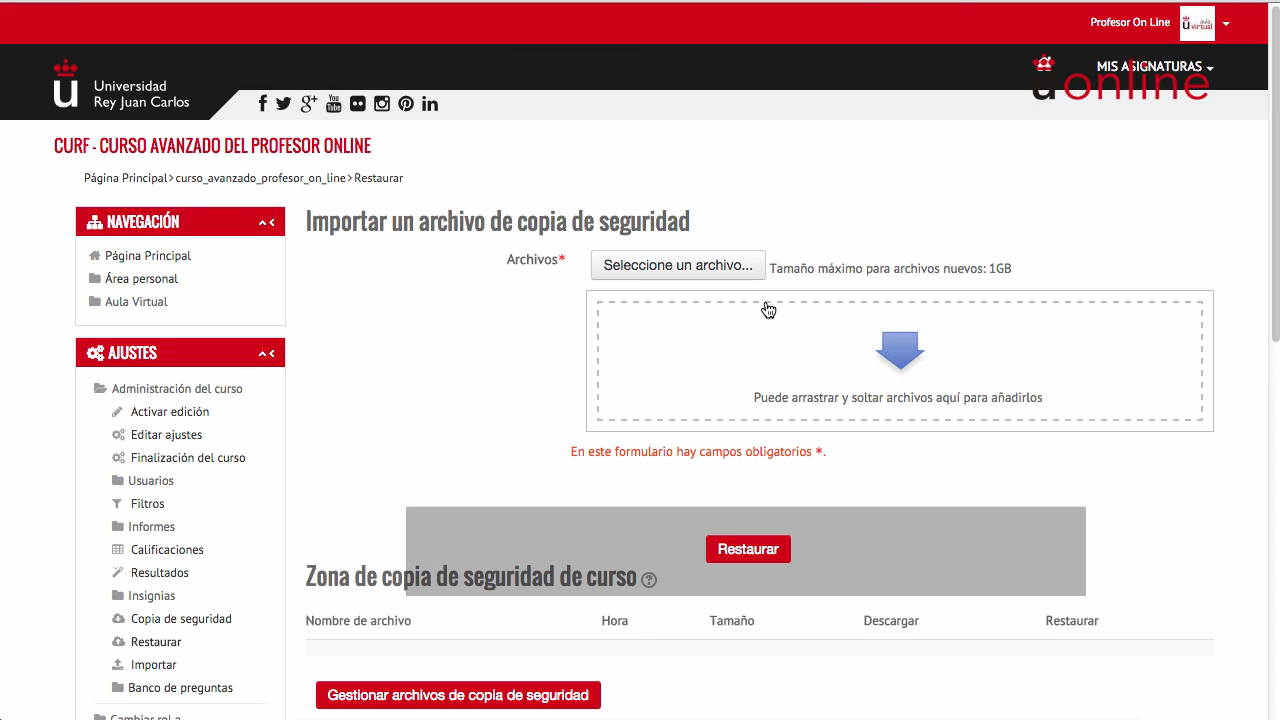 Profesor On Line
aula
virtual
Universidad
Rey Juan Carlos
MIS ASIGNATURAS
uonline
CURF - CURSO AVANZADO DEL PROFESOR ONLINE
Página Principal > curso_avanzado_profesor_on_line > Restaurar
NAVEGACIÓN
Página Principal
Área personal
Aula Virtual
AJUSTES
Administración del curso
Activar edición
Editar ajustes
Finalización del curso
Usuarios
Filtros
Informes
Calificaciones
Resultados
Insignias
Copia de seguridad
Restaurar
Importar
Banco de preguntas
Cambiar rol a
Importar un archivo de copia de seguridad
Archivos*
Seleccione un archivo...
Tamaño máximo para archivos nuevos: 1GB
Puede arrastrar y soltar archivos aquí para añadirlos
En este formulario hay campos obligatorios *.
Restaurar
Zona de copia de seguridad de curso
Nombre de archivo Hora Tamaño Descargar Restaurar
Gestionar archivos de copia de seguridad